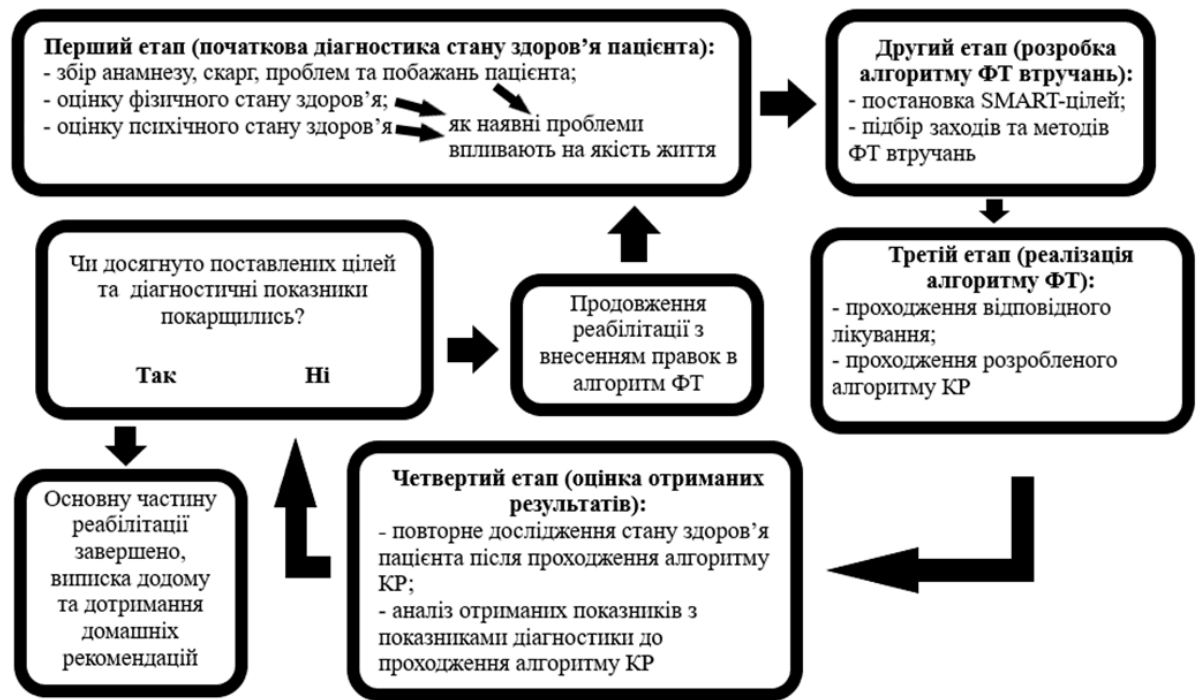 Перший етап (початкова діагностика стану здоров’я пацієнта):
- збір анамнезу, скарг, проблем та побажань пацієнта;
- оцінку фізичного стану здоров’я;
- оцінку психічного стану здоров’я
як наявні проблеми
впливають на якість життя
Другий етап (розробка
алгоритму ФТ втручань):
- постановка SMART-цілей;
- підбір заходів та методів
ФТ втручань
Третій етап (реалізація
алгоритму ФТ):
- проходження відповідного
лікування;
- проходження розробленого
алгоритму КР
Четвертий етап (оцінка отриманих
результатів):
- повторне дослідження стану здоров’я
пацієнта після проходження алгоритму
КР;
- аналіз отриманих показників з
показниками діагностики до
проходження алгоритму КР
Чи досягнуто поставлених цілей
та діагностичні показники
покарщились?
Так Ні
Продовження
реабілітації з
внесенням правок в
алгоритм ФТ
Основну частину
реабілітації
завершено,
виписка додому
та дотримання
домашніх
рекомендацій